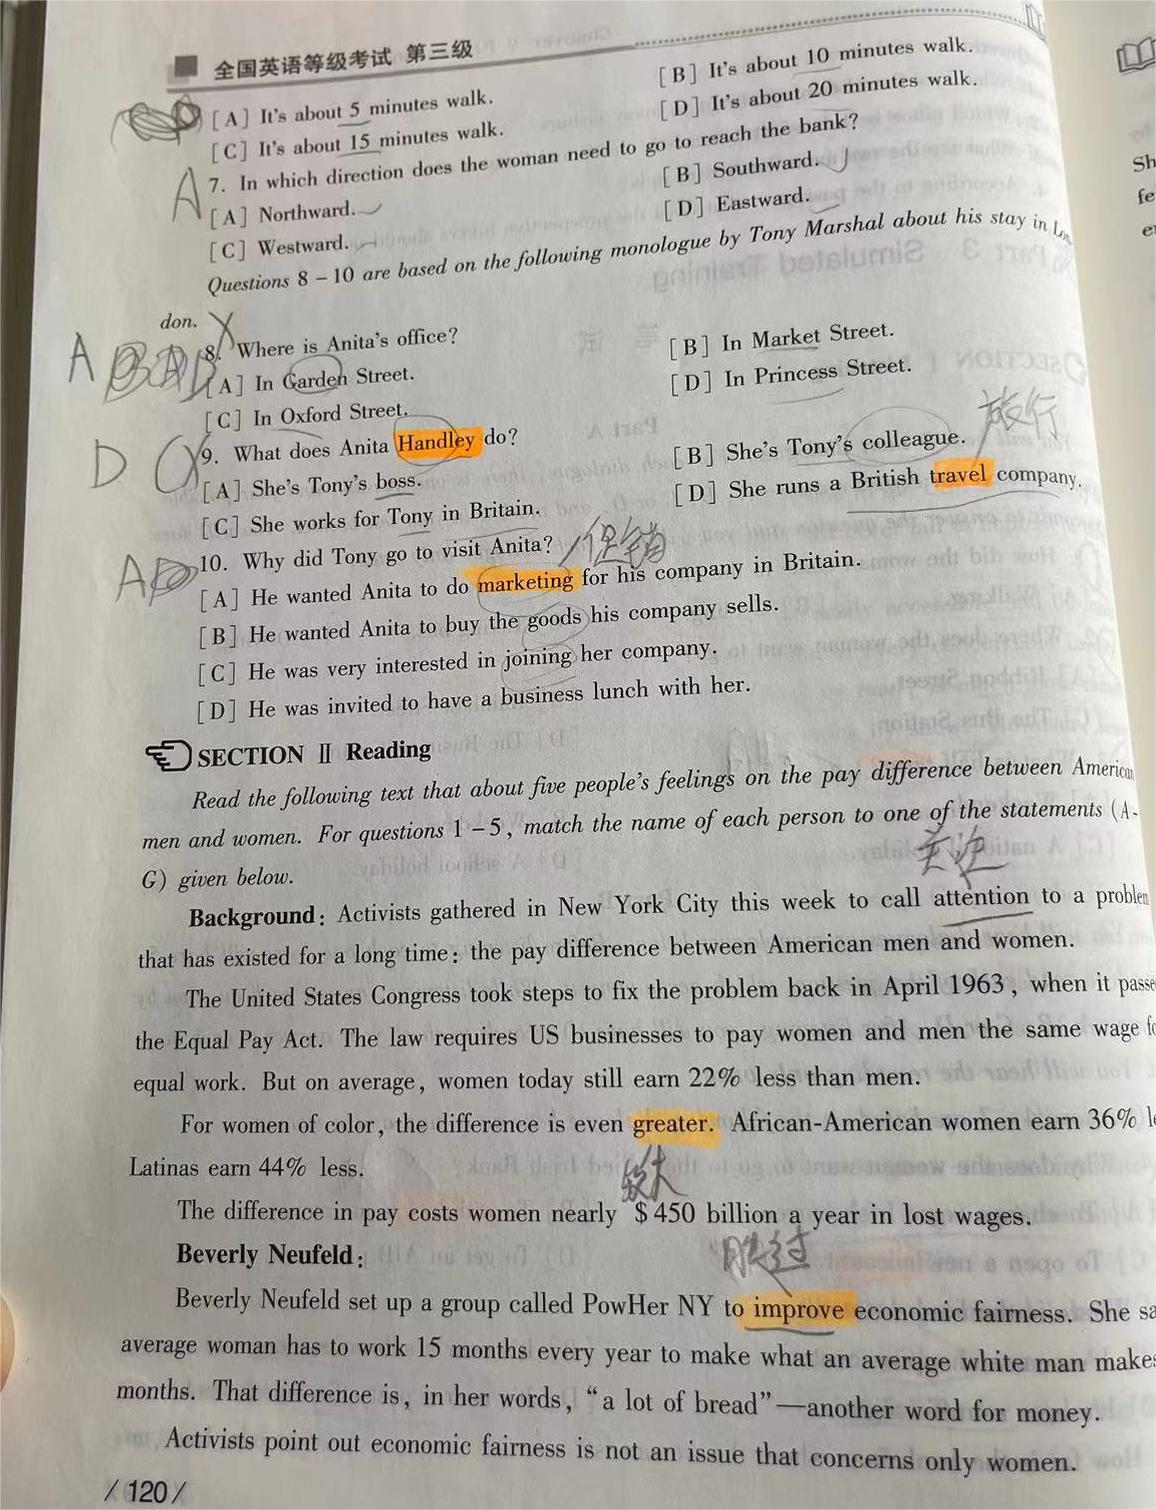 全国英语等级考试 第三级
[A] It's about 5 minutes walk.
[B] It's about 10 minutes walk.
[C] It's about 15 minutes walk.
[D] It's about 20 minutes walk.
A 7. In which direction does the woman need to go to reach the bank?
[A] Northward.
[B] Southward.
[C] Westward.
[D] Eastward.
Questions 8 – 10 are based on the following monologue by Tony Marshal about his stay in Lon-
don.
A 8. Where is Anita's office?
[A] In Garden Street.
[B] In Market Street.
[C] In Oxford Street.
[D] In Princess Street.
旅行
D 9. What does Anita Handley do?
[A] She's Tony's boss.
[B] She's Tony's colleague.
[C] She works for Tony in Britain.
[D] She runs a British travel company.
A 10. Why did Tony go to visit Anita?
促销
[A] He wanted Anita to do marketing for his company in Britain.
[B] He wanted Anita to buy the goods his company sells.
[C] He was very interested in joining her company.
[D] He was invited to have a business lunch with her.
SECTION Ⅱ Reading
Read the following text that about five people's feelings on the pay difference between American
men and women. For questions 1 – 5, match the name of each person to one of the statements (A-
G) given below.
关注
Background: Activists gathered in New York City this week to call attention to a problem
that has existed for a long time: the pay difference between American men and women.
The United States Congress took steps to fix the problem back in April 1963, when it passe
the Equal Pay Act. The law requires US businesses to pay women and men the same wage fo
equal work. But on average, women today still earn 22% less than men.
For women of color, the difference is even greater. African-American women earn 36% le
Latinas earn 44% less.
较大
The difference in pay costs women nearly $450 billion a year in lost wages.
Beverly Neufeld:
胜过
Beverly Neufeld set up a group called PowHer NY to improve economic fairness. She sa
average woman has to work 15 months every year to make what an average white man makes
months. That difference is, in her words, "a lot of bread"—another word for money.
Activists point out economic fairness is not an issue that concerns only women.
/ 120 /
Sh
fe